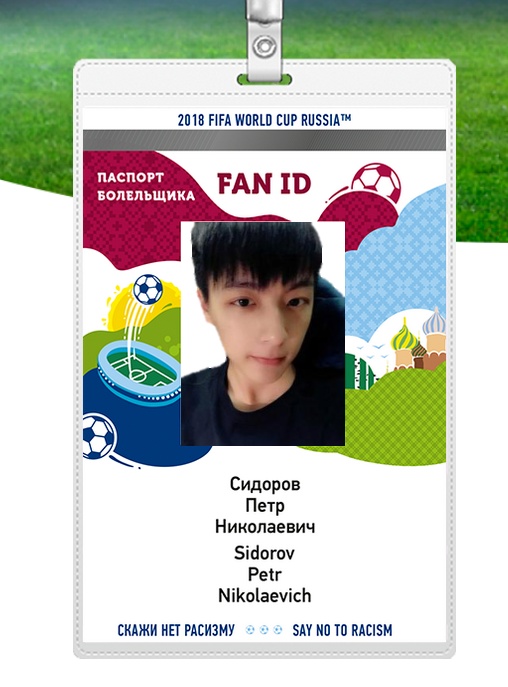 2018 FIFA WORLD CUP RUSSIA™
ПАСПОРТ
БОЛЕЛЬЩИКА
FAN ID
Сидоров
Петр
Николаевич
Sidorov
Petr
Nikolaevich
СКАЖИ НЕТ РАСИЗМУ SAY NO TO RACISM